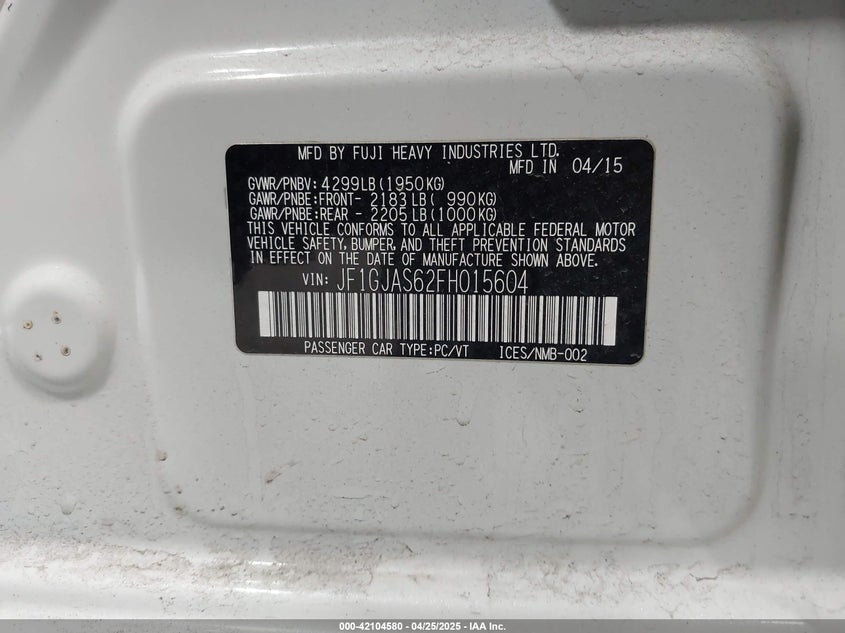 MFD BY FUJI HEAVY INDUSTRIES LTD.
MFD IN 04/15
GVWR/PNBV: 4299LB(1950KG)
GAWR/PNBE:FRONT- 2183LB( 990KG)
GAWR/PNBE:REAR - 2205LB(1000KG)
THIS VEHICLE CONFORMS TO ALL APPLICABLE FEDERAL MOTOR
VEHICLE SAFETY, BUMPER, AND THEFT PREVENTION STANDARDS
IN EFFECT ON THE DATE OF MANUFACTURE SHOWN ABOVE.
VIN: JF1GJAS62FH015604
PASSENGER CAR TYPE:PC/VT ICES/NMB-002
000-42104580 - 04/25/2025 - IAA Inc.